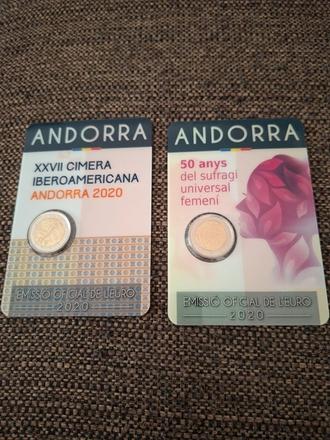 ANDORRA
XXVII CIMERA
IBEROAMERICANA
ANDORRA 2020
EMISSIÓ OFICIAL DE L'EURO
2020
ANDORRA
50 anys
del sufragi
universal
femení
EMISSIÓ OFICIAL DE L'EURO
2020